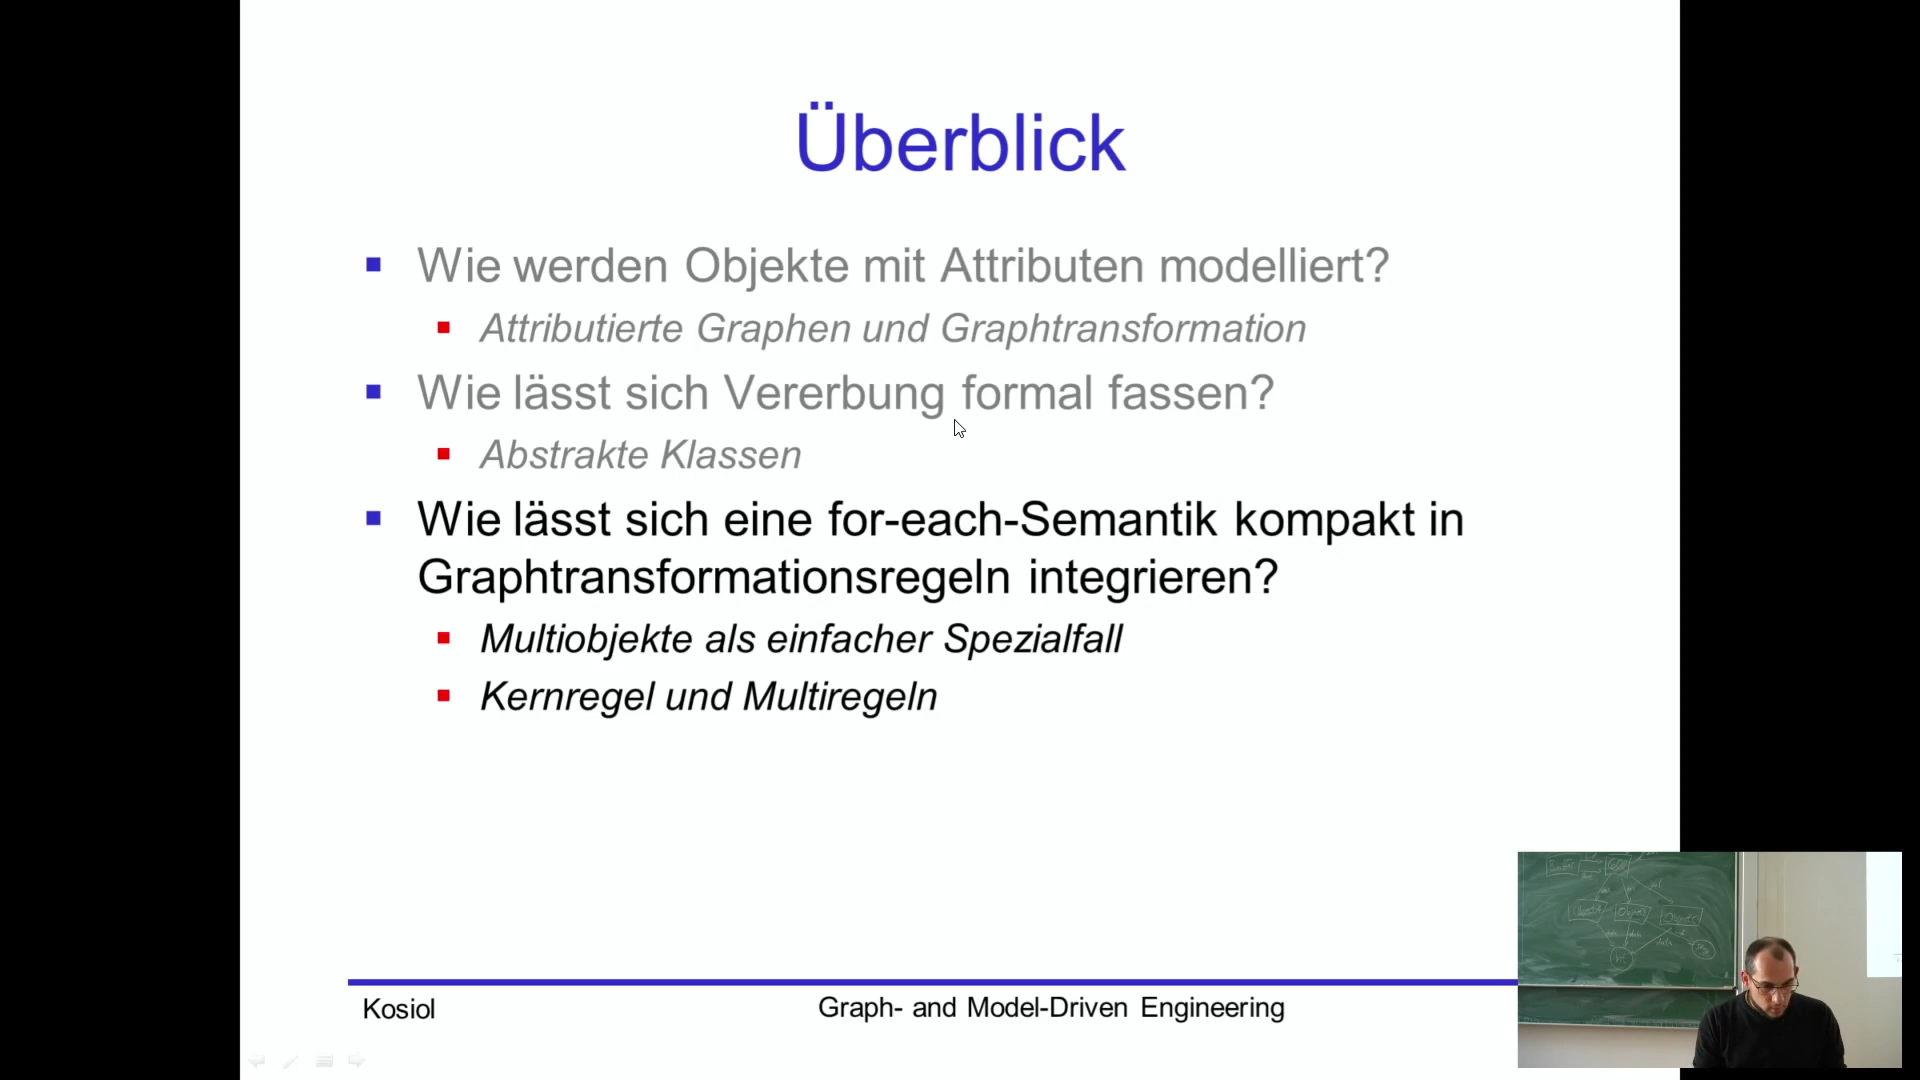 Überblick
Wie werden Objekte mit Attributen modelliert?
Attributierte Graphen und Graphtransformation
Wie lässt sich Vererbung formal fassen?
Abstrakte Klassen
Wie lässt sich eine for-each-Semantik kompakt in
Graphtransformationsregeln integrieren?
Multiobjekte als einfacher Spezialfall
Kernregel und Multiregeln
Kosiol
Graph- and Model-Driven Engineering